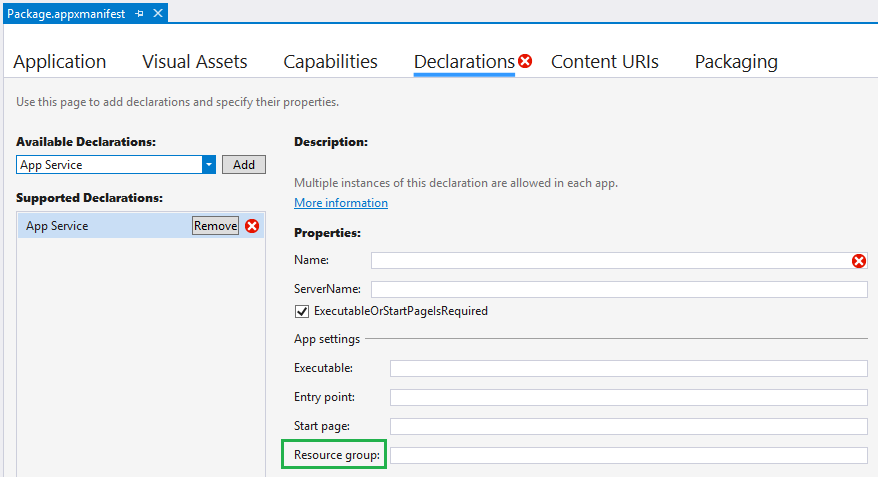 Package.appxmanifest
Application Visual Assets Capabilities Declarations Content URIs Packaging
Use this page to add declarations and specify their properties.
Available Declarations:
App Service Add
Supported Declarations:
App Service Remove
Description:
Multiple instances of this declaration are allowed in each app.
More information
Properties:
Name:
ServerName:
ExecutableOrStartPageIsRequired
App settings
Executable:
Entry point:
Start page:
Resource group: